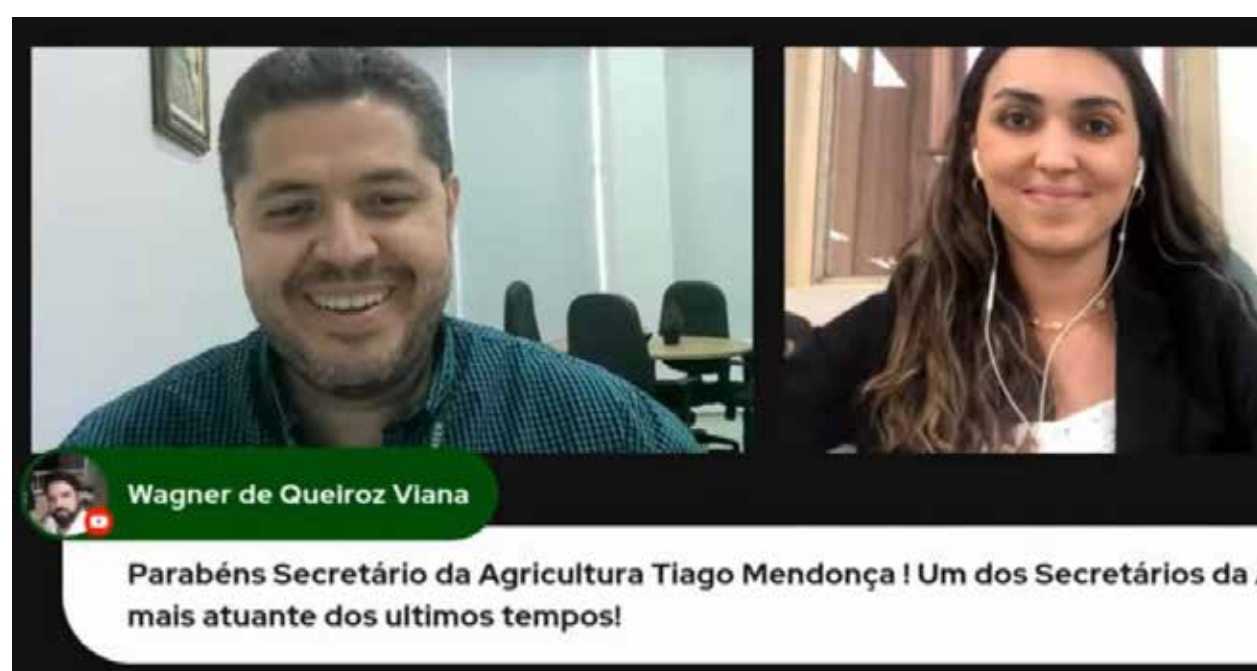 Wagner de Queiroz Viana
Parabéns Secretário da Agricultura Tiago Mendonça ! Um dos Secretários da
mais atuante dos ultimos tempos!